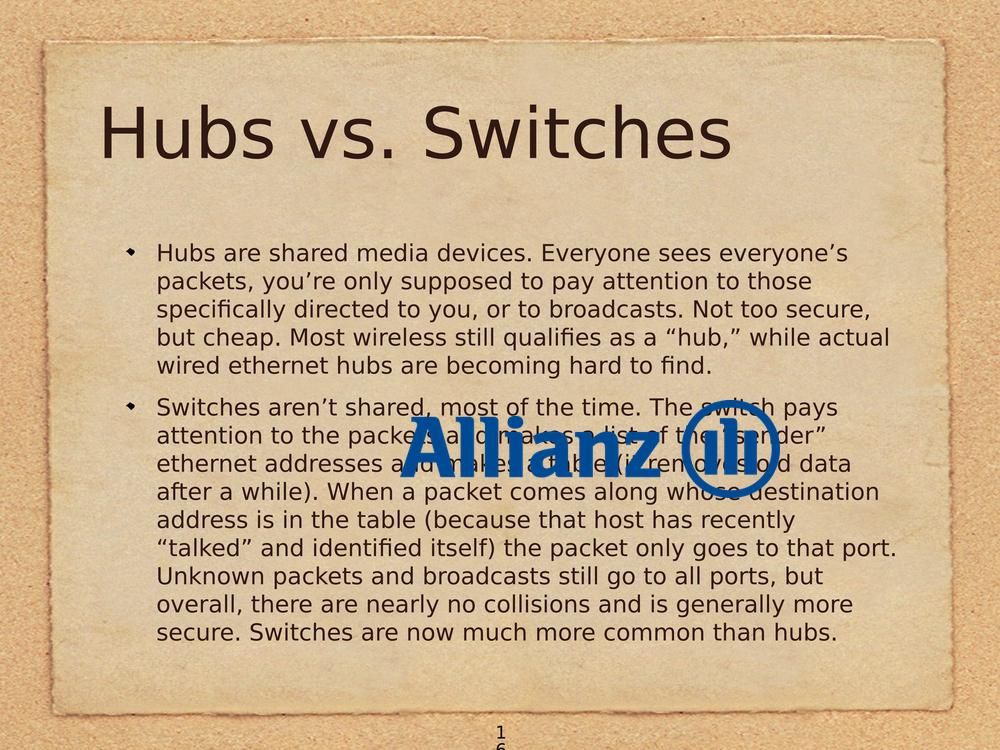 Hubs vs. Switches
Hubs are shared media devices. Everyone sees everyone’s
packets, you’re only supposed to pay attention to those
specifically directed to you, or to broadcasts. Not too secure,
but cheap. Most wireless still qualifies as a “hub,” while actual
wired ethernet hubs are becoming hard to find.
Switches aren’t shared, most of the time. The switch pays
attention to the packets and makes a list of the “sender”
ethernet addresses and makes a table (it removes old data
after a while). When a packet comes along whose destination
address is in the table (because that host has recently
“talked” and identified itself) the packet only goes to that port.
Unknown packets and broadcasts still go to all ports, but
overall, there are nearly no collisions and is generally more
secure. Switches are now much more common than hubs.
Allianz
1
6